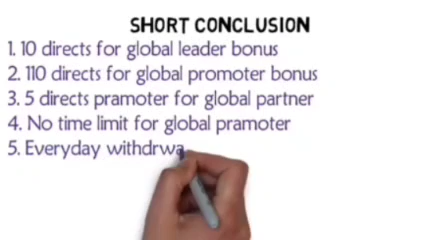 SHORT CONCLUSION
1. 10 directs for global leader bonus
2. 110 directs for global promoter bonus
3. 5 directs pramoter for global partner
4. No time limit for global pramoter
5. Everyday withdrwa